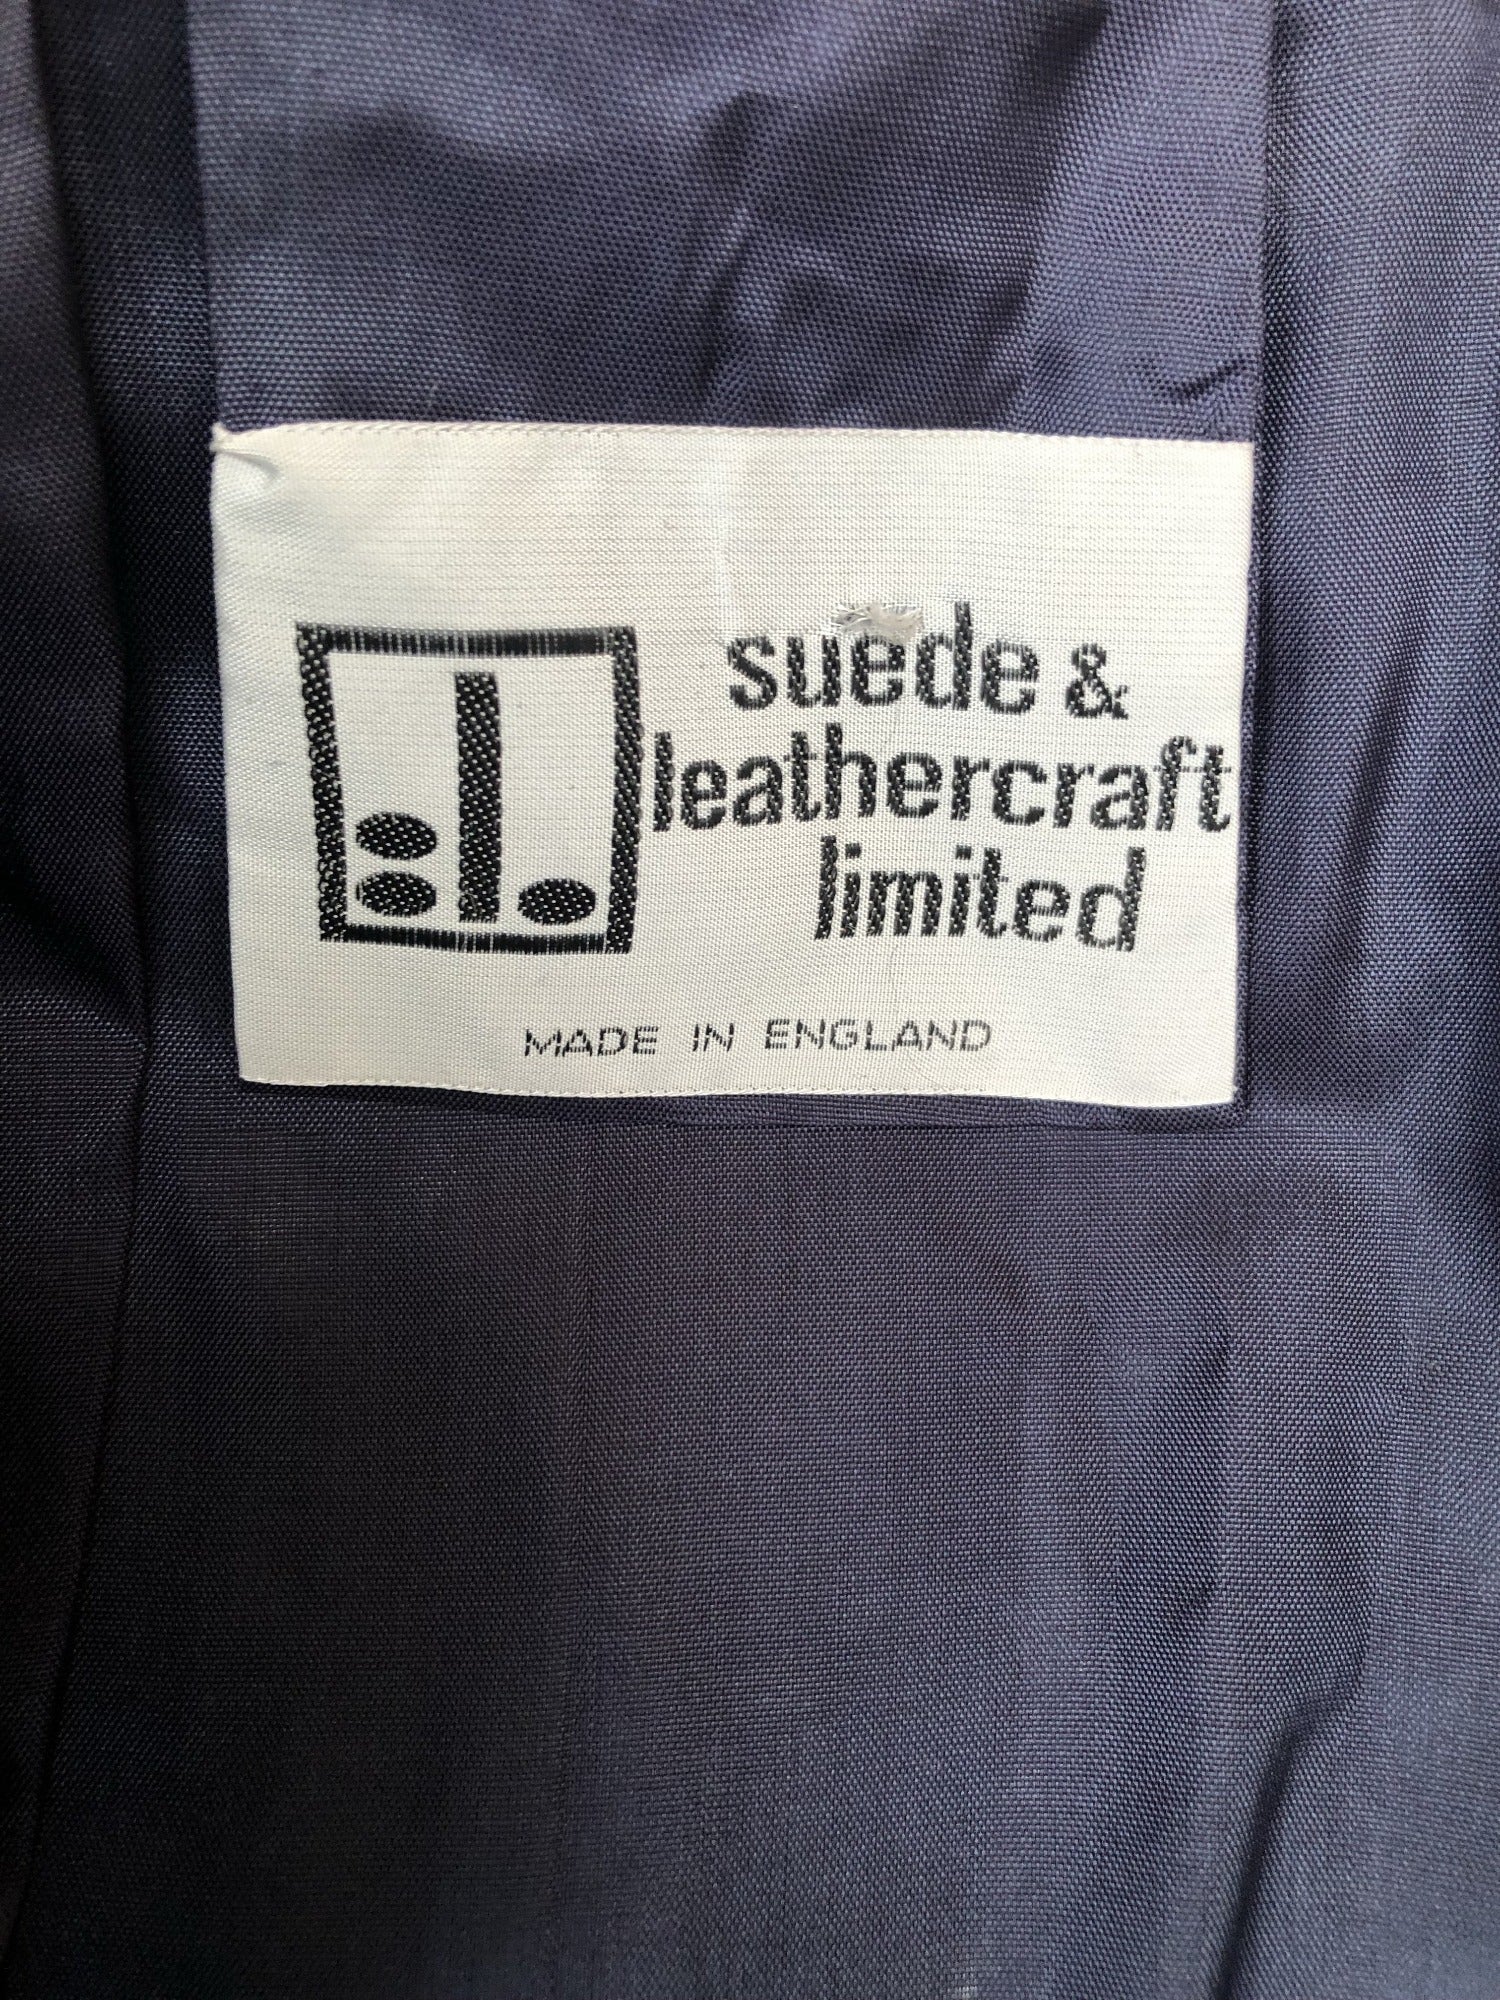 suede &
leathercraft
limited
MADE IN ENGLAND